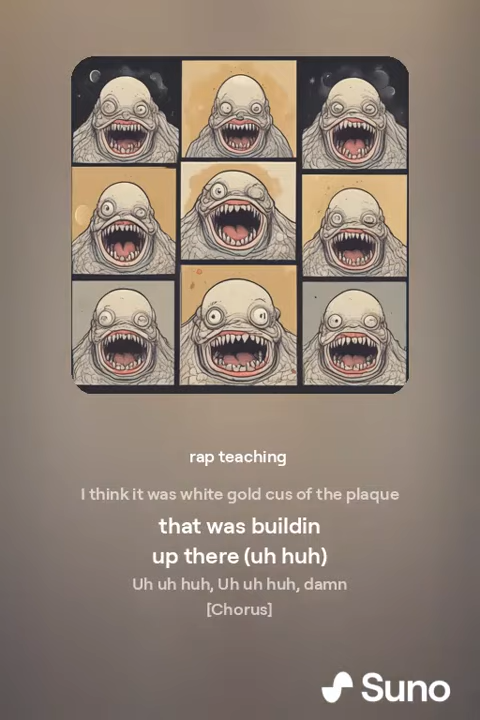 rap teaching
I think it was white gold cus of the plaque
that was buildin
up there (uh huh)
Uh uh huh, Uh uh huh, damn
[Chorus]
Suno